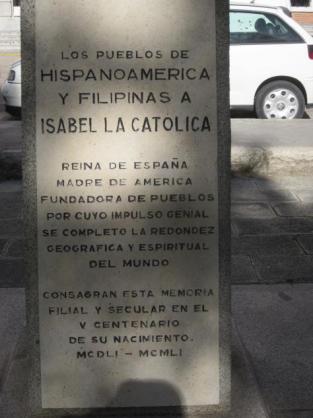 LOS PUEBLOS DE
HISPANOAMERICA
Y FILIPINAS A
ISABEL LA CATOLICA
REINA DE ESPAÑA
MADRE DE AMERICA
FUNDADORA DE PUEBLOS
POR CUYO IMPULSO GENIAL
SE COMPLETO LA REDONDEZ
GEOGRAFICA Y ESPIRITUAL
DEL MUNDO
CONSAGRAN ESTA MEMORIA
FILIAL Y SECULAR EN EL
V CENTENARIO
DE SU NACIMIENTO.
MCDLI - MCMLI